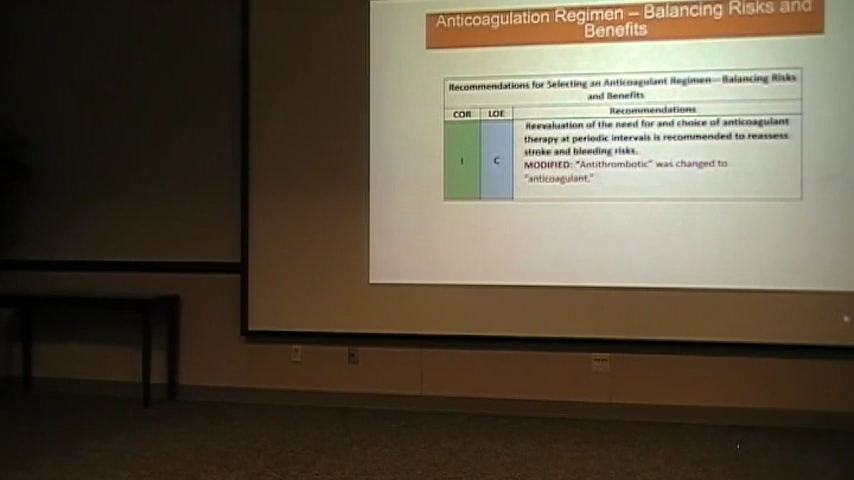 Anticoagulation Regimen – Balancing Risks and
Benefits
Recommendations for Selecting an Anticoagulant Regimen—Balancing Risks
and Benefits
COR LOE Recommendations
Reevaluation of the need for and choice of anticoagulant
therapy at periodic intervals is recommended to reassess
I C stroke and bleeding risks.
MODIFIED: “Antithrombotic” was changed to
“anticoagulant.”